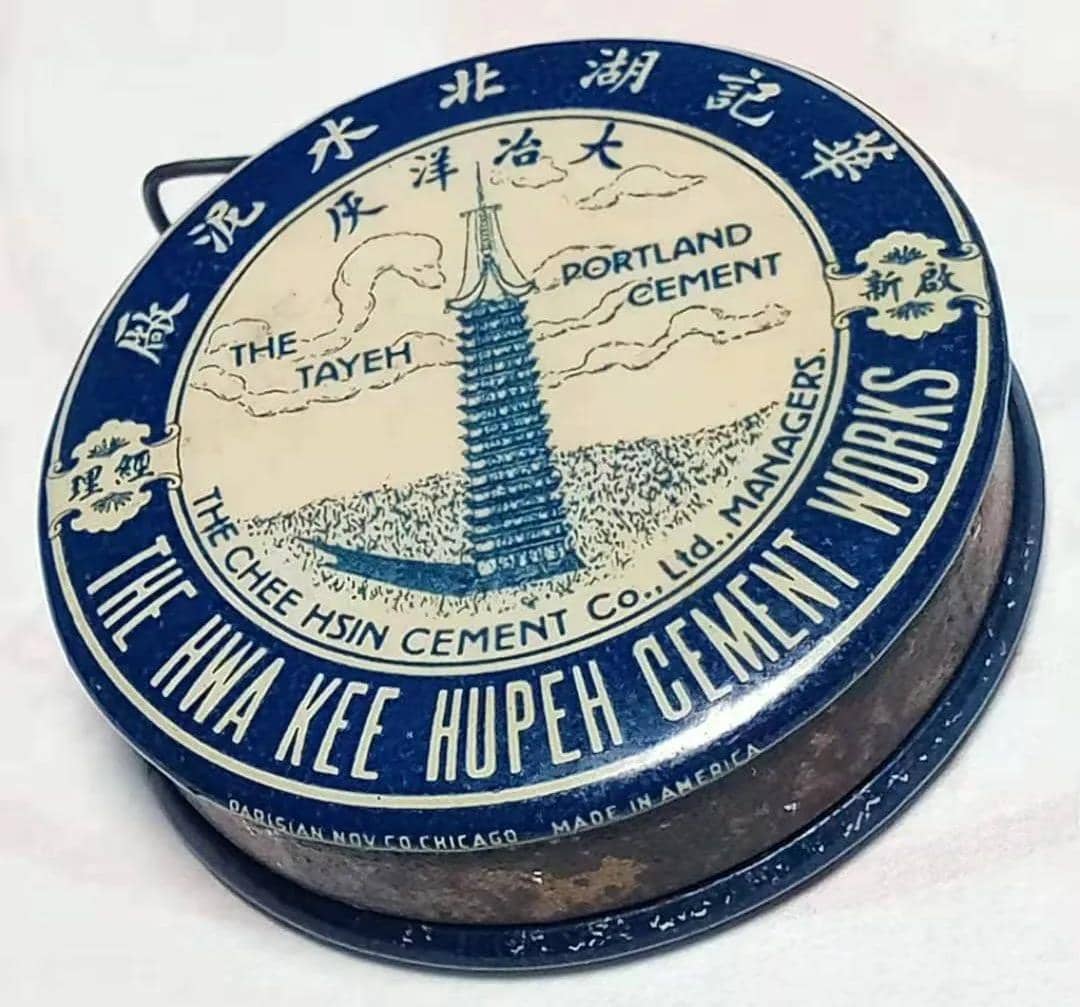 華記湖北水泥廠
大冶洋灰
THE TAYEH
PORTLAND CEMENT
啟新
經理
THE CHEE HSIN CEMENT Co., Ltd., MANAGERS.
THE HWA KEE HUPEH CEMENT WORKS
PARISIAN NOV. CO. CHICAGO MADE IN AMERICA